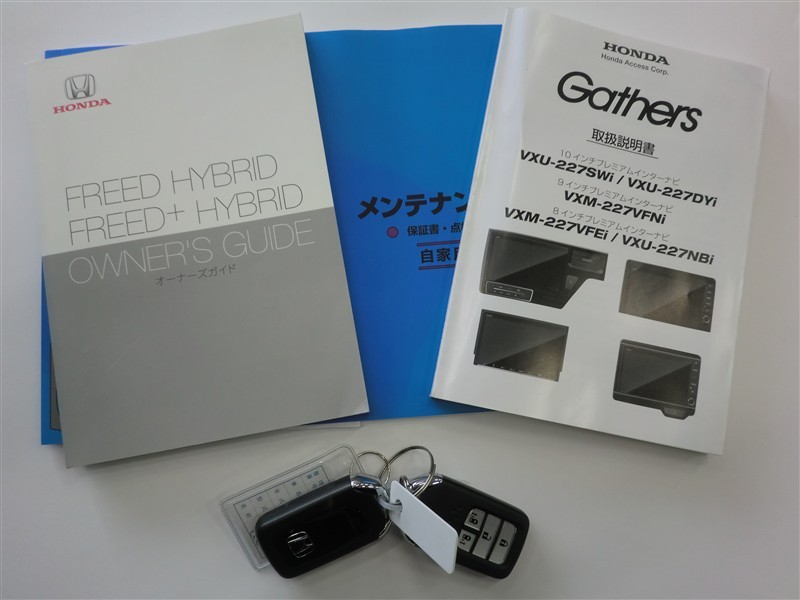 HONDA
FREED HYBRID
FREED+ HYBRID
OWNER'S GUIDE
オーナーズガイド
メンテナン
保証書・点
自家用
HONDA
Honda Access Corp.
Gathers
取扱説明書
10インチプレミアムインターナビ
VXU-227SWi / VXU-227DYi
9インチプレミアムインターナビ
VXM-227VFNi
8インチプレミアムインターナビ
VXM-227VFEi / VXU-227NBi